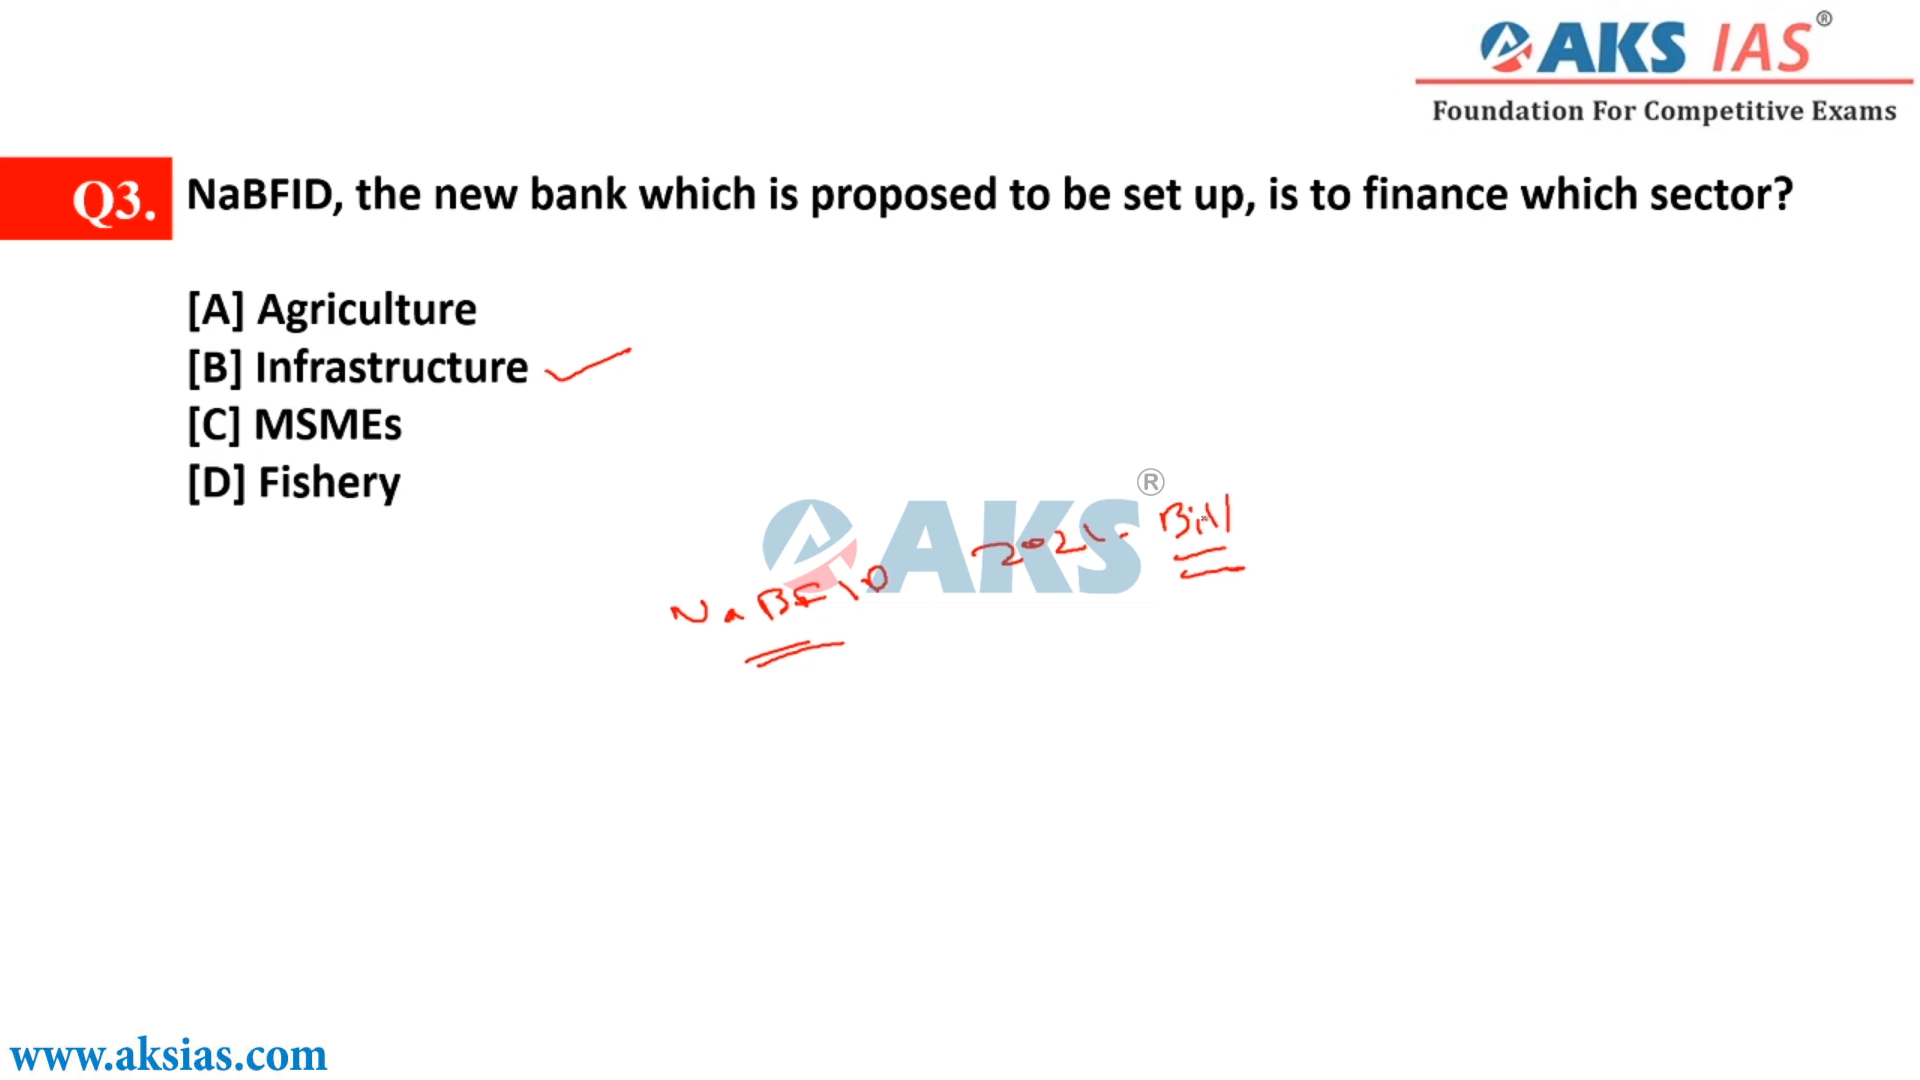 AKS IAS®
Foundation For Competitive Exams
Q3. NaBFID, the new bank which is proposed to be set up, is to finance which sector?
[A] Agriculture
[B] Infrastructure
[C] MSMEs
[D] Fishery
AKS®
NaBFID 2021 - Bill
www.aksias.com